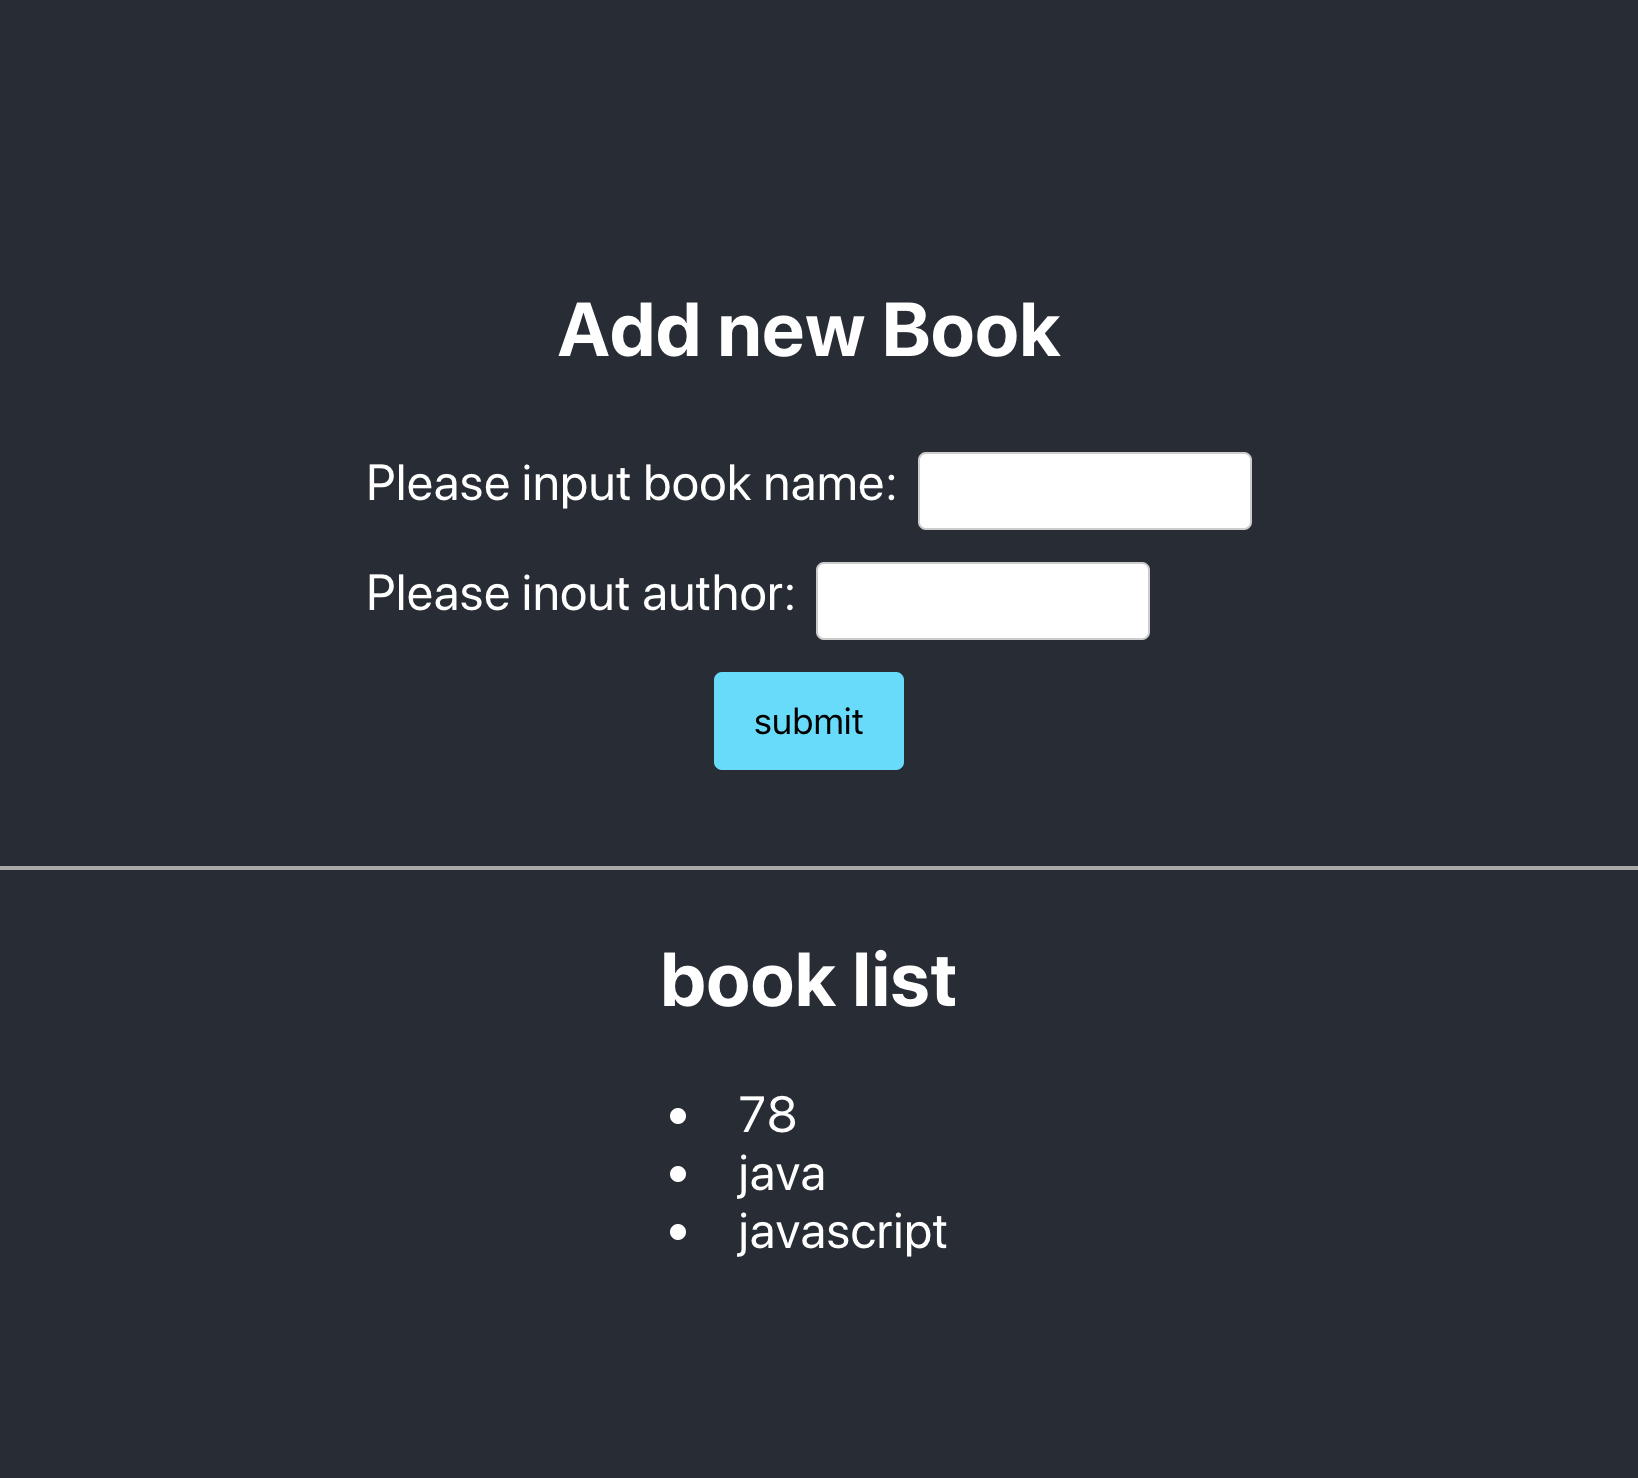 Add new Book
Please input book name:
Please inout author:
submit
book list
78
java
javascript